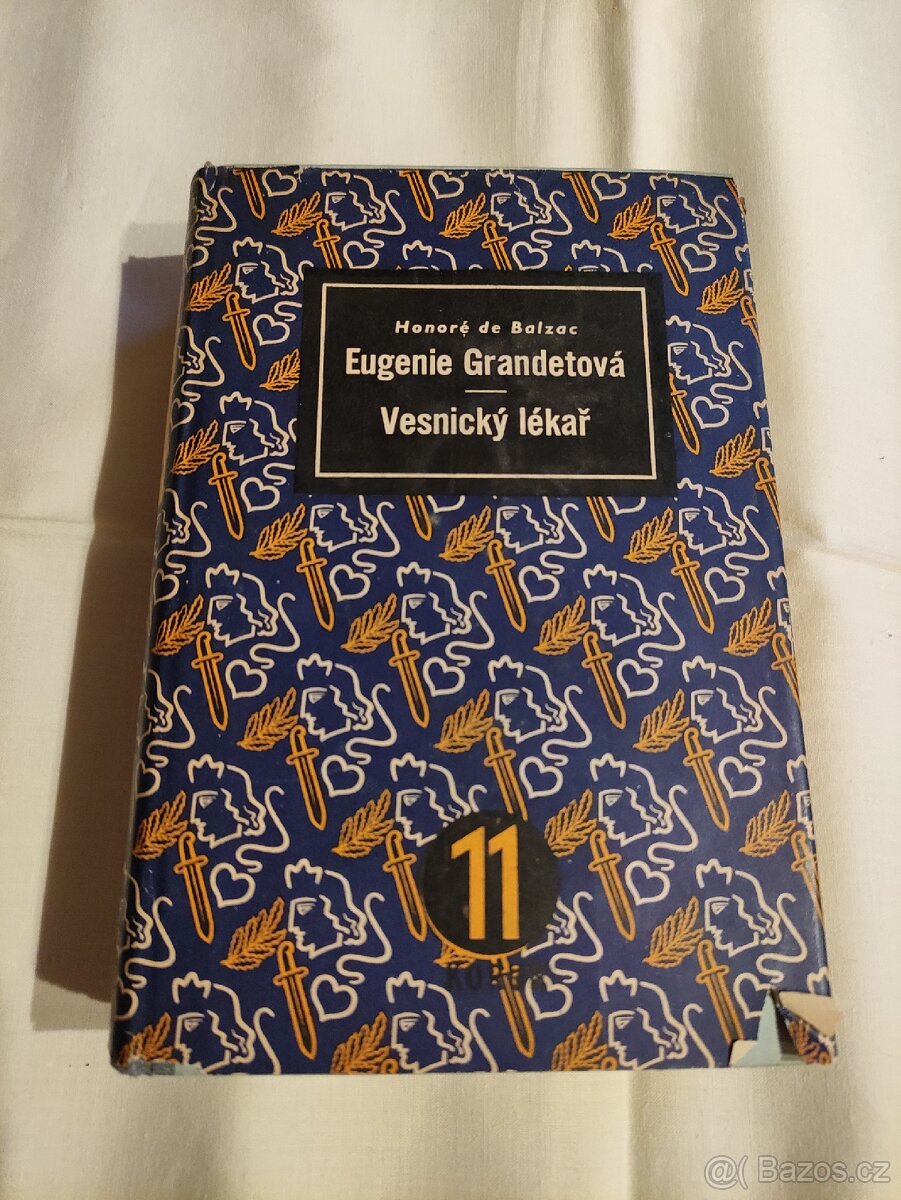 Honoré de Balzac
Eugenie Grandetová
Vesnický lékař
11
@( Bazos.cz